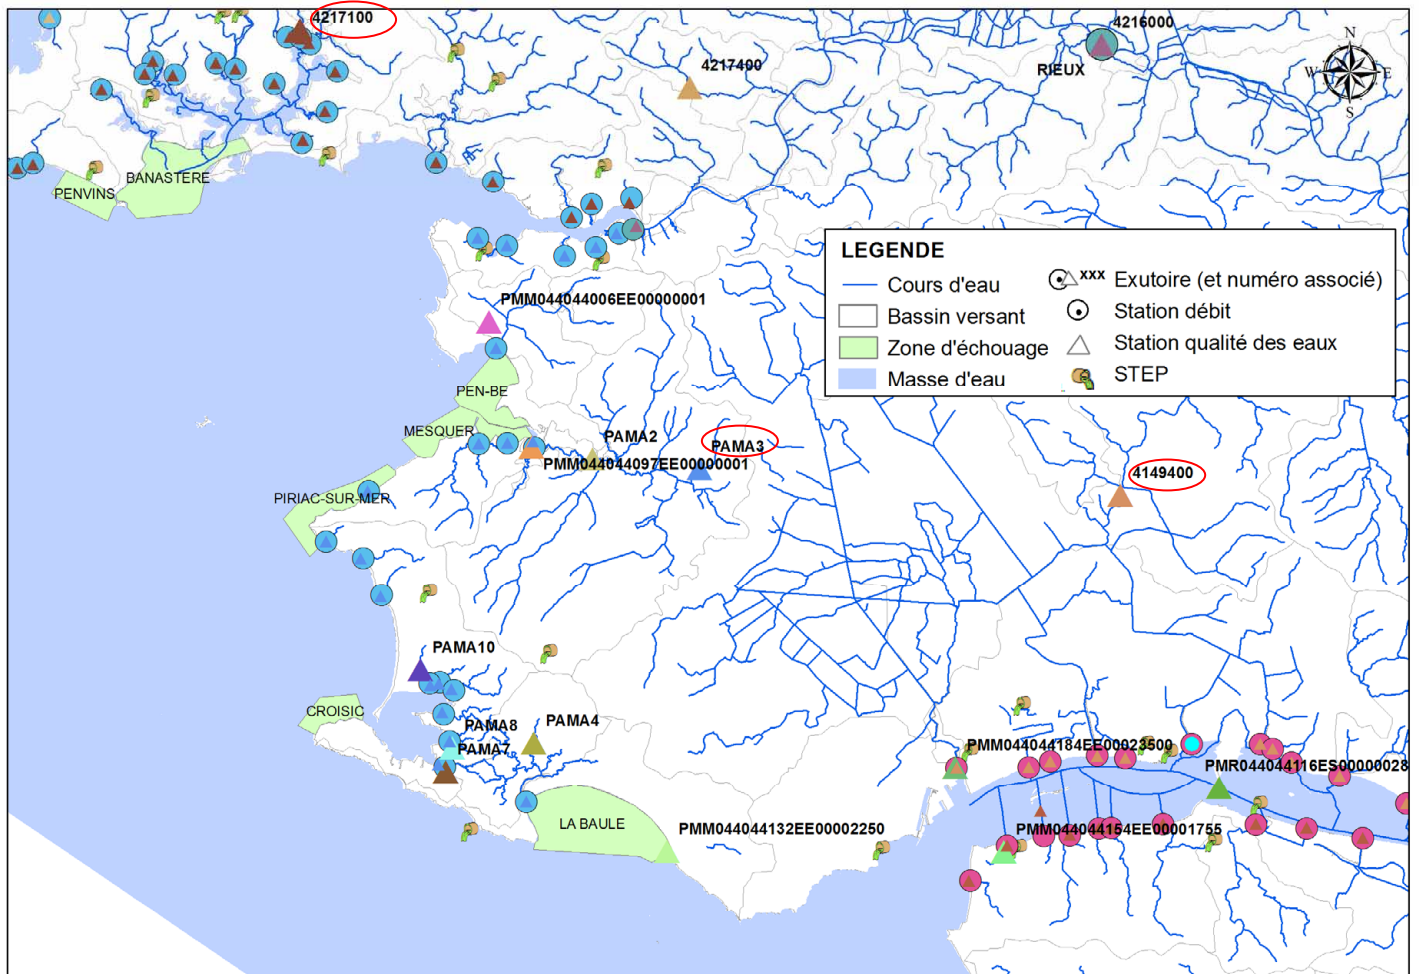 4217100
4216000
N
W
E
S
4217400
RIEUX
BANASTERE
PENVINS
LEGENDE
Cours d'eau
Bassin versant
Zone d'échouage
Masse d'eau
xxx Exutoire (et numéro associé)
Station débit
Station qualité des eaux
STEP
PMM044044006EE00000001
PEN-BE
MESQUER
PAMA2
PAMA3
PMM044044097EE00000001
4149400
PIRIAC-SUR-MER
PAMA10
CROISIC
PAMA8
PAMA4
PAMA7
PMM044044184EE00023500
PMR044044116ES00000028
LA BAULE
PMM044044132EE00002250
PMM044044154EE00001755